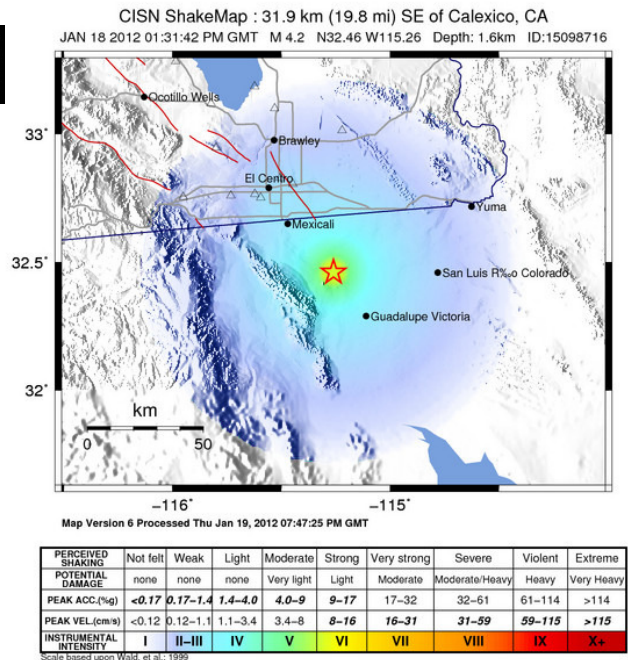 CISN ShakeMap : 31.9 km (19.8 mi) SE of Calexico, CA
JAN 18 2012 01:31:42 PM GMT M 4.2 N32.46 W115.26 Depth: 1.6km ID:15098716
Ocotillo Wells
33°
Brawley
El Centro
Yuma
Mexicali
32.5°
San Luis R‰o Colorado
Guadalupe Victoria
32°
km
0 50
-116° -115°
Map Version 6 Processed Thu Jan 19, 2012 07:47:25 PM GMT
PERCEIVED SHAKING Not felt Weak Light Moderate Strong Very strong Severe Violent Extreme
POTENTIAL DAMAGE none none none Very light Light Moderate Moderate/Heavy Heavy Very Heavy
PEAK ACC.(%g) <0.17 0.17-1.4 1.4-4.0 4.0-9 9-17 17-32 32-61 61-114 >114
PEAK VEL.(cm/s) <0.12 0.12-1.1 1.1-3.4 3.4-8 8-16 16-31 31-59 59-115 >115
INSTRUMENTAL INTENSITY I II-III IV V VI VII VIII IX X+
Scale based upon Wald, et al.; 1999